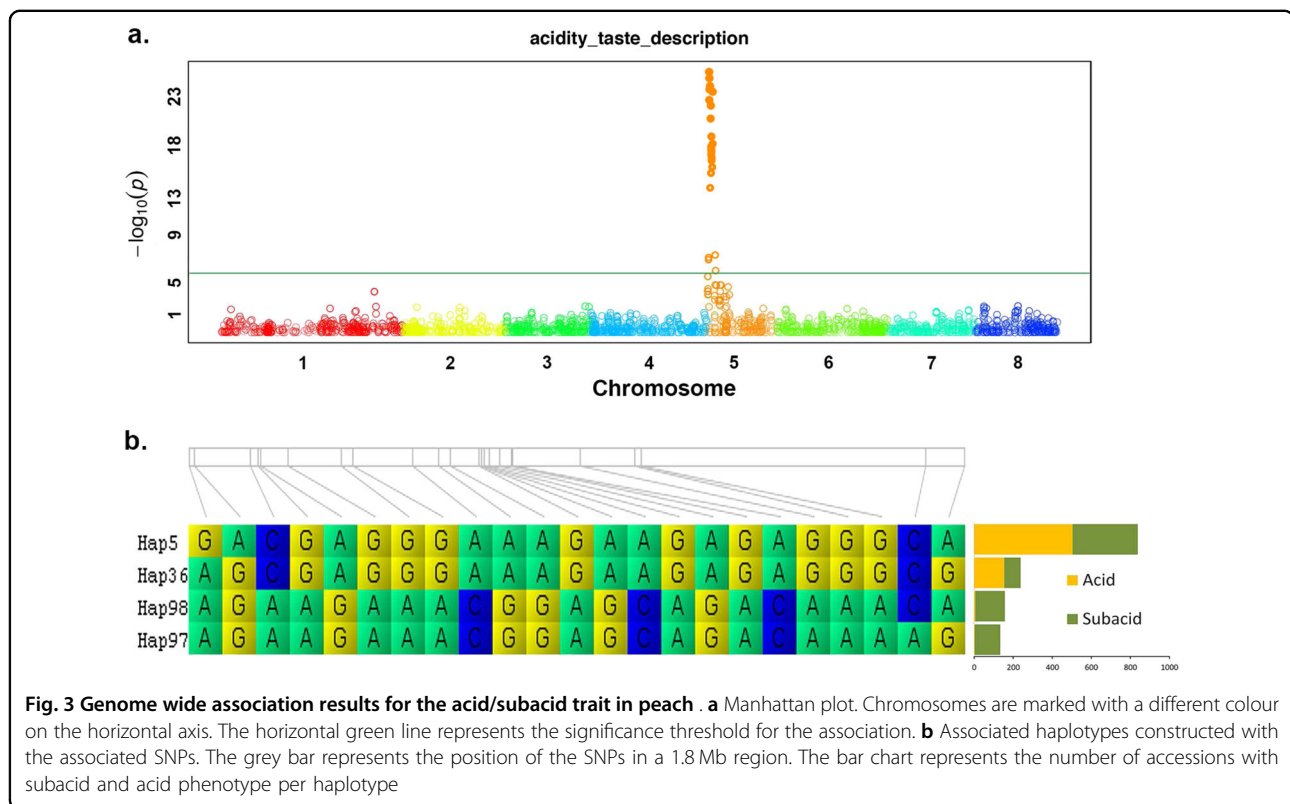 a.
acidity_taste_description
23
18
13
9
5
1
−log₁₀(p)
1 2 3 4 5 6 7 8
Chromosome
b.
Hap5 G A C G A G G G A A A G A A G A G A G G G C A
Hap36 A G C G A G G G A A A G A A G A G A G G G C G
Hap98 A G A A G A A A C G G A G C A G A C A A A C A
Hap97 A G A A G A A A C G G A G C A G A C A A A A G
Acid
Subacid
0 200 400 600 800 1000
Fig. 3 Genome wide association results for the acid/subacid trait in peach . a Manhattan plot. Chromosomes are marked with a different colour
on the horizontal axis. The horizontal green line represents the significance threshold for the association. b Associated haplotypes constructed with
the associated SNPs. The grey bar represents the position of the SNPs in a 1.8 Mb region. The bar chart represents the number of accessions with
subacid and acid phenotype per haplotype